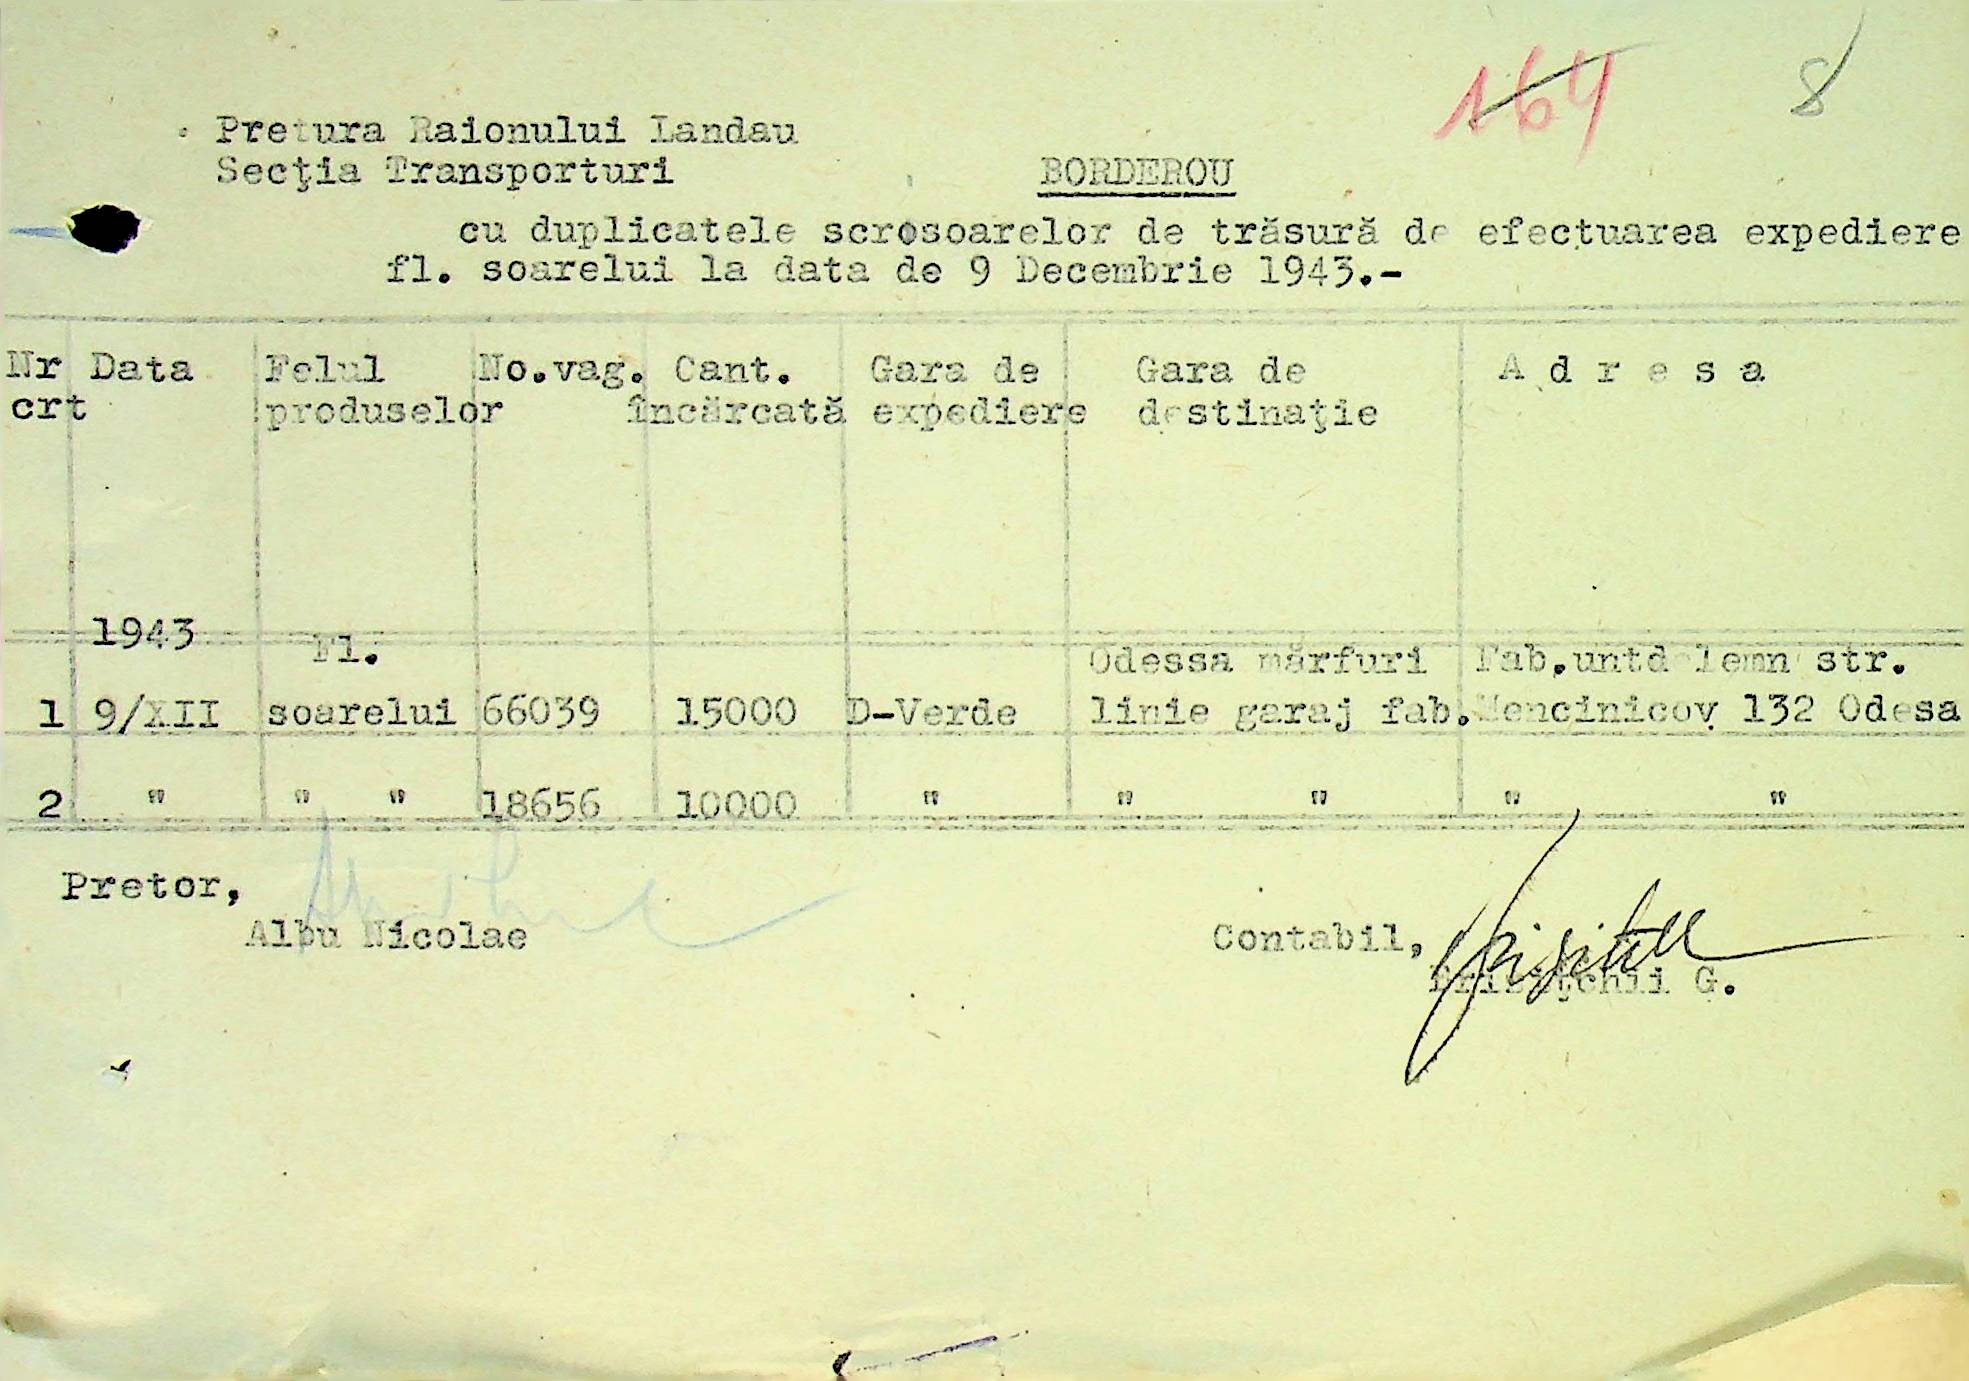 164 8
Pretura Raionului Landau
Secţia Transporturi
BORDEROU
cu duplicatele scrosoarelor de trăsură de efecţuarea expediere
fl. soarelui la data de 9 Decembrie 1943.-
Nr Data Felul No.vag. Cant. Gara de Gara de A d r e s a
crt produselor încărcată expediere destinaţie
1943 Fl. Odessa mărfuri Fab.untdelemn str.
1 9/XII soarelui 66039 15000 D-Verde linie garaj fab. Mencinicov 132 Odesa
2 " " " 18656 10000 " " " " "
Pretor,
Albu Nicolae
Contabil,
G.